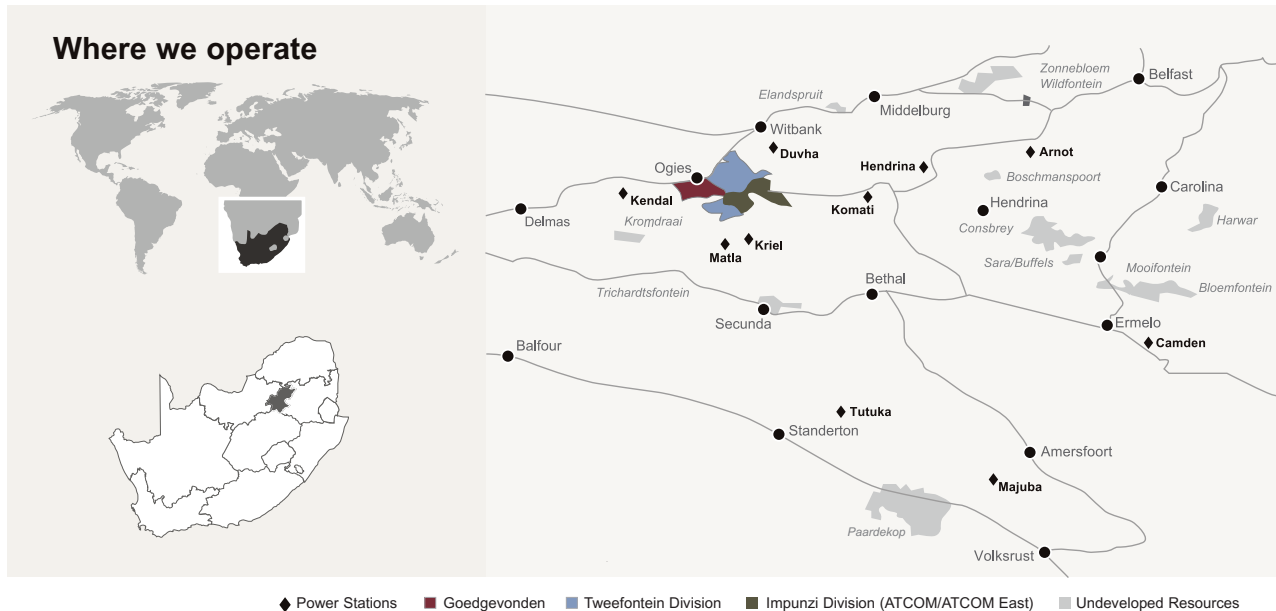 Where we operate
Zonnebloem
Wildfontein
Belfast
Elandspruit
Middelburg
Witbank
Duvha
Arnot
Ogies
Hendrina
Boschmanspoort
Carolina
Kendal
Komati
Hendrina
Delmas
Kromdraai
Consbrey
Harwar
Kriel
Matla
Sara/Buffels
Mooifontein
Bethal
Trichardtsfontein
Bloemfontein
Secunda
Ermelo
Camden
Balfour
Tutuka
Standerton
Amersfoort
Majuba
Paardekop
Volksrust
Power Stations
Goedgevonden
Tweefontein Division
Impunzi Division (ATCOM/ATCOM East)
Undeveloped Resources